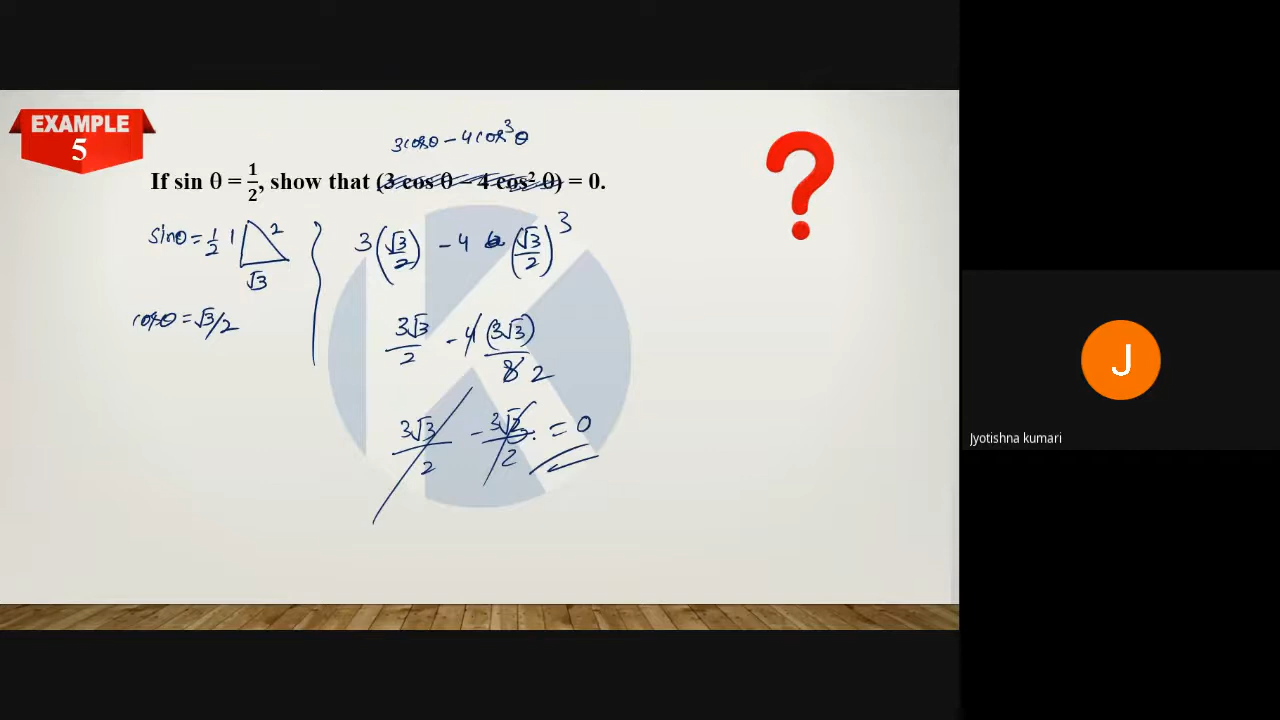 EXAMPLE
5
3cosθ – 4cos³θ
If sin θ = 1/2, show that (3 cos θ – 4 cos² θ) = 0.
sinθ = 1/2 1 2
√3
cosθ = √3/2
3(√3/2) – 4 (√3/2)³
3√3/2 – 4(3√3)/8 2
3√3/2 – 3√3/2 = 0
?
J
Jyotishna kumari